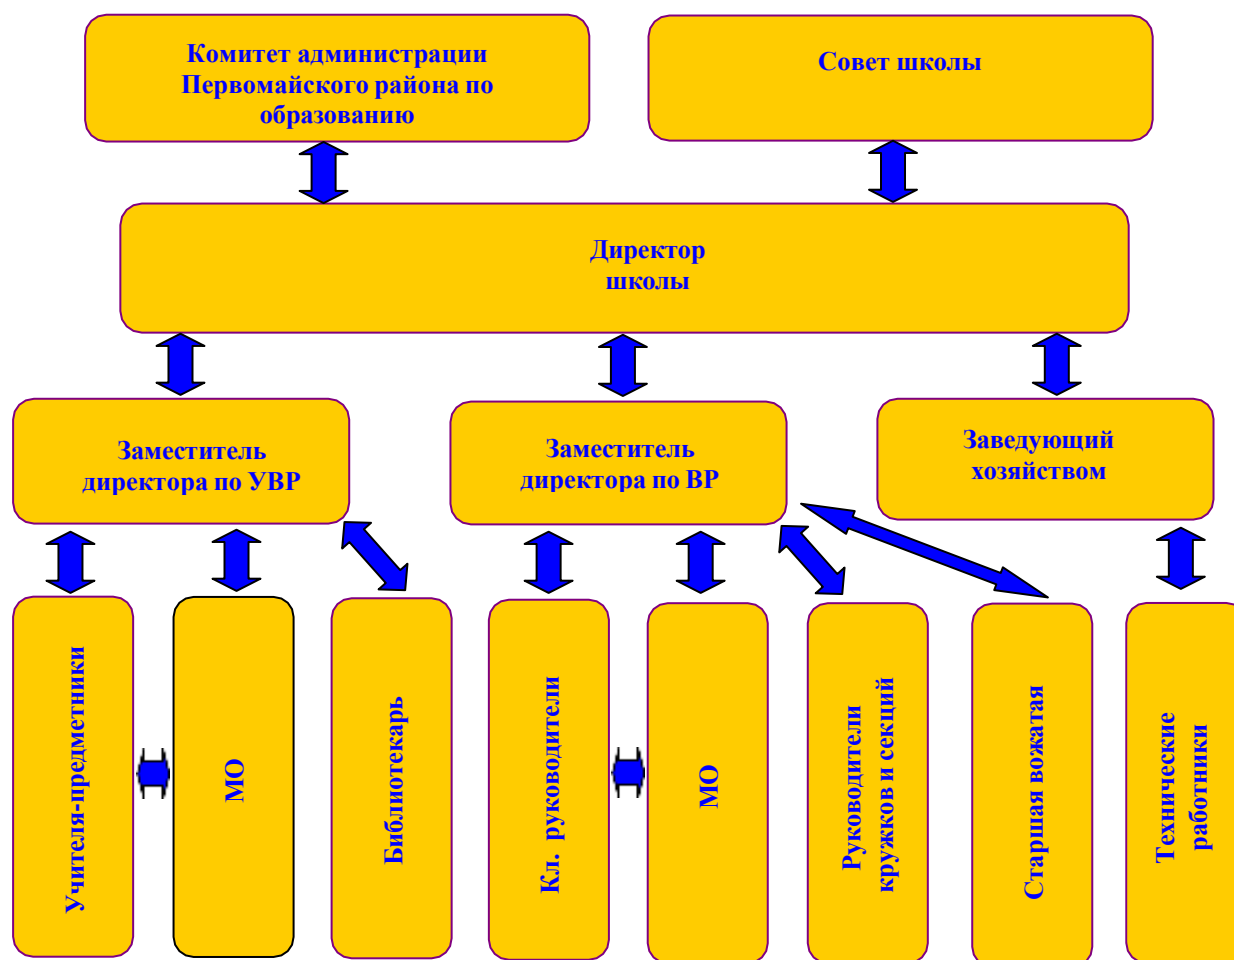 Комитет администрации
Первомайского района по
образованию
Совет школы
Директор
школы
Заместитель
директора по УВР
Заместитель
директора по ВР
Заведующий
хозяйством
Учителя-предметники
МО
Библиотекарь
Кл. руководители
МО
Руководители
кружков и секций
Старшая вожатая
Технические
работники